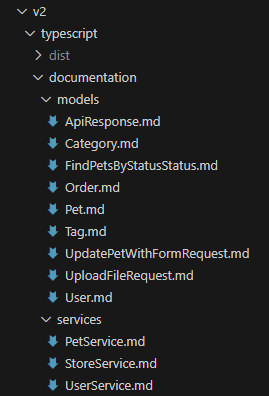 v2
typescript
dist
documentation
models
ApiResponse.md
Category.md
FindPetsByStatusStatus.md
Order.md
Pet.md
Tag.md
UpdatePetWithFormRequest.md
UploadFileRequest.md
User.md
services
PetService.md
StoreService.md
UserService.md